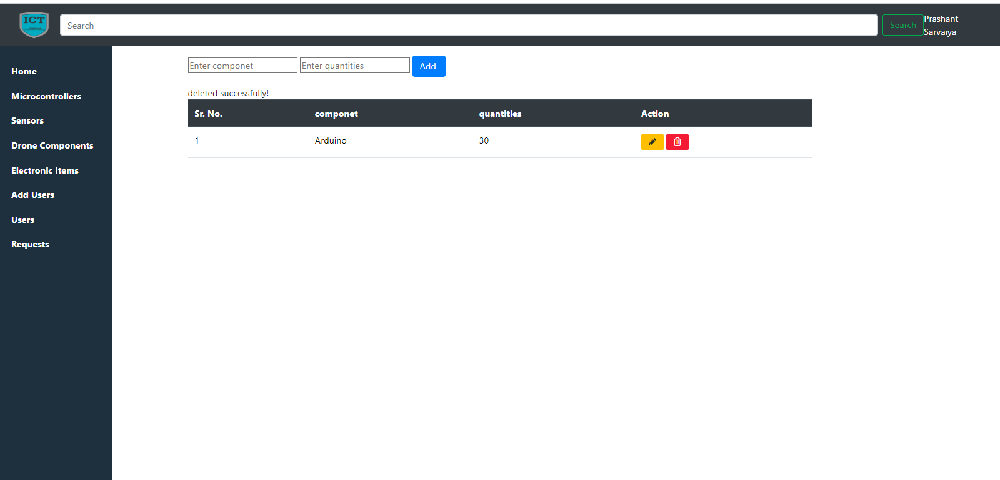 ICT
Search
Search
Prashant
Sarvaiya
Home
Microcontrollers
Sensors
Drone Components
Electronic Items
Add Users
Users
Requests
Enter componet
Enter quantities
Add
deleted successfully!
Sr. No. componet quantities Action
1 Arduino 30